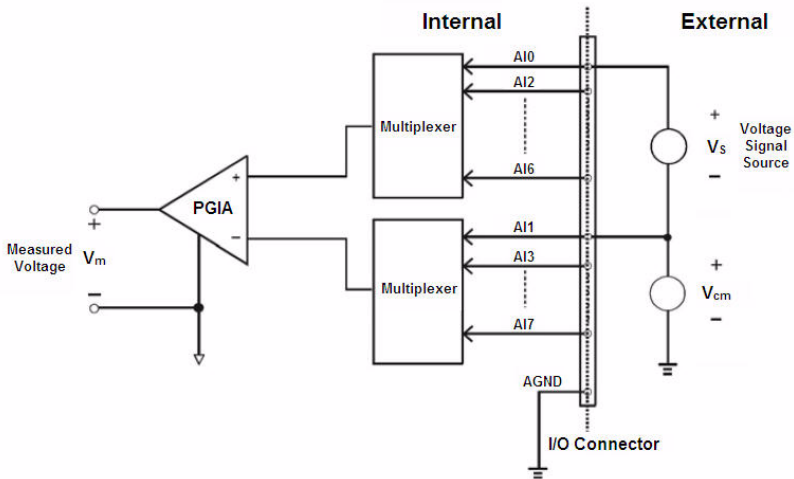 Internal
External
AI0
AI2
AI6
Multiplexer
+
Vs
−
Voltage
Signal
Source
PGIA
+
−
Measured
Voltage
+
Vm
−
AI1
AI3
AI7
Multiplexer
+
Vcm
−
AGND
I/O Connector